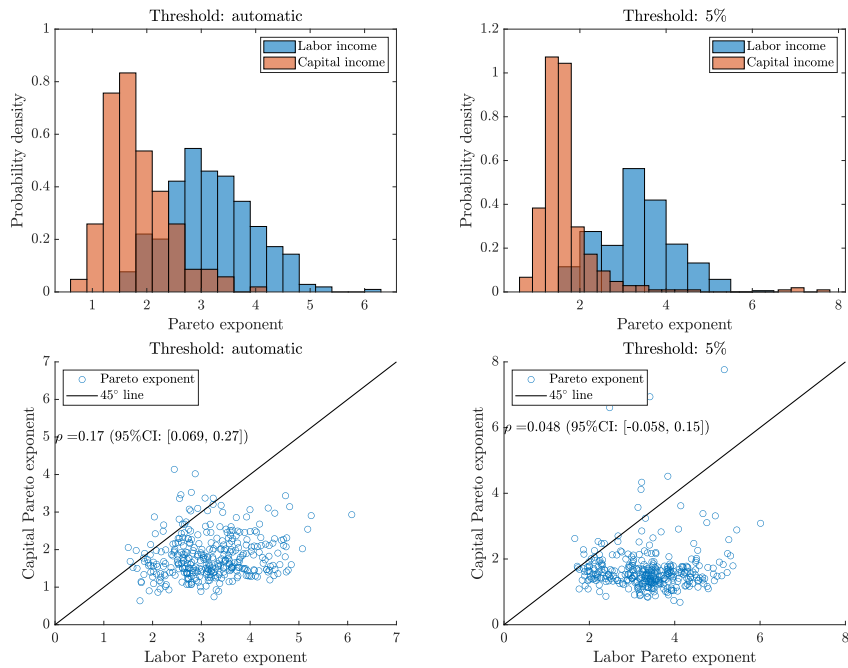 Threshold: automatic
Probability density
1
0.8
0.6
0.4
0.2
0
Labor income
Capital income
1 2 3 4 5 6
Pareto exponent
Threshold: 5%
Probability density
1.2
1
0.8
0.6
0.4
0.2
0
Labor income
Capital income
2 4 6 8
Pareto exponent
Threshold: automatic
Capital Pareto exponent
7
6
5
4
3
2
1
0
Pareto exponent
45° line
ρ =0.17 (95%CI: [0.069, 0.27])
0 1 2 3 4 5 6 7
Labor Pareto exponent
Threshold: 5%
Capital Pareto exponent
8
6
4
2
0
Pareto exponent
45° line
ρ =0.048 (95%CI: [-0.058, 0.15])
0 2 4 6 8
Labor Pareto exponent